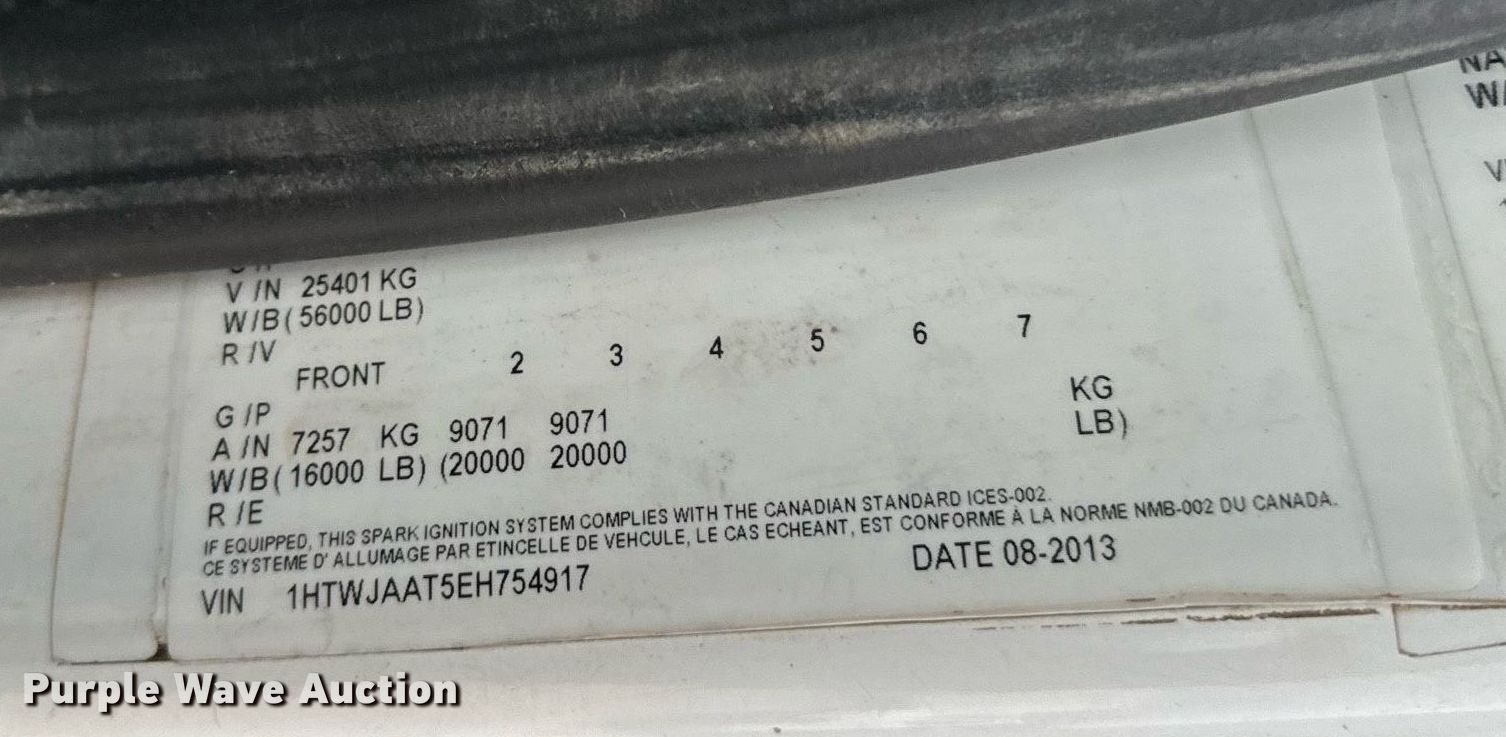 V/N 25401 KG
W/B (56000 LB)
R/V
FRONT 2 3 4 5 6 7
G/P
A/N 7257 KG 9071 9071 KG
W/B (16000 LB) (20000 20000 LB)
R/E
IF EQUIPPED, THIS SPARK IGNITION SYSTEM COMPLIES WITH THE CANADIAN STANDARD ICES-002.
CE SYSTEME D' ALLUMAGE PAR ETINCELLE DE VEHCULE, LE CAS ECHEANT, EST CONFORME À LA NORME NMB-002 DU CANADA.
VIN 1HTWJAAT5EH754917 DATE 08-2013
Purple Wave Auction